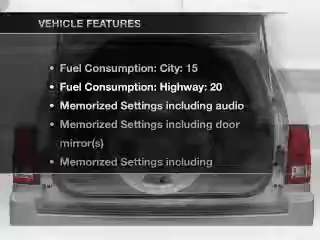 VEHICLE FEATURES
• Fuel Consumption: City: 15
• Fuel Consumption: Highway: 20
• Memorized Settings including audio
• Memorized Settings including door
mirror(s)
• Memorized Settings including